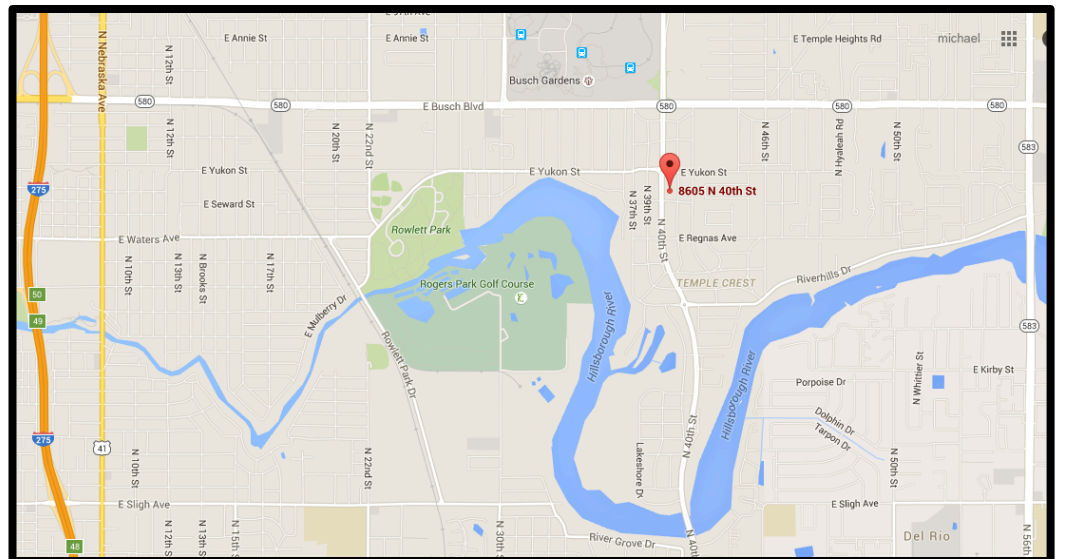 E 97th Ave
E Annie St
E Annie St
E Temple Heights Rd
michael
N Nebraska Ave
N 12th St
Busch Gardens
580
580
E Busch Blvd
580
580
580
N 12th St
N 20th St
N 22nd St
N 46th St
N Hyaleah Rd
N 50th St
583
E Yukon St
E Yukon St
E Yukon St
275
8605 N 40th St
N 37th St
N 39th St
N 40th St
E Seward St
Rowlett Park
E Waters Ave
E Regnas Ave
N 10th St
N 13th St
N Brooks St
N 17th St
Riverhills Dr
TEMPLE CREST
Rogers Park Golf Course
50
49
E Mulberry Dr
Hillsborough River
583
Rowlett Park Dr
Hillsborough River
N Whittier St
E Kirby St
Porpoise Dr
Dolphin Dr
Tarpon Dr
275
41
N 10th St
N 22nd St
Lakeshore Dr
N 40th St
N 50th St
E Sligh Ave
E Sligh Ave
N 12th St
N 13th St
N 15th St
N 30th St
River Grove Dr
N 40th
Del Rio
N 56th
48